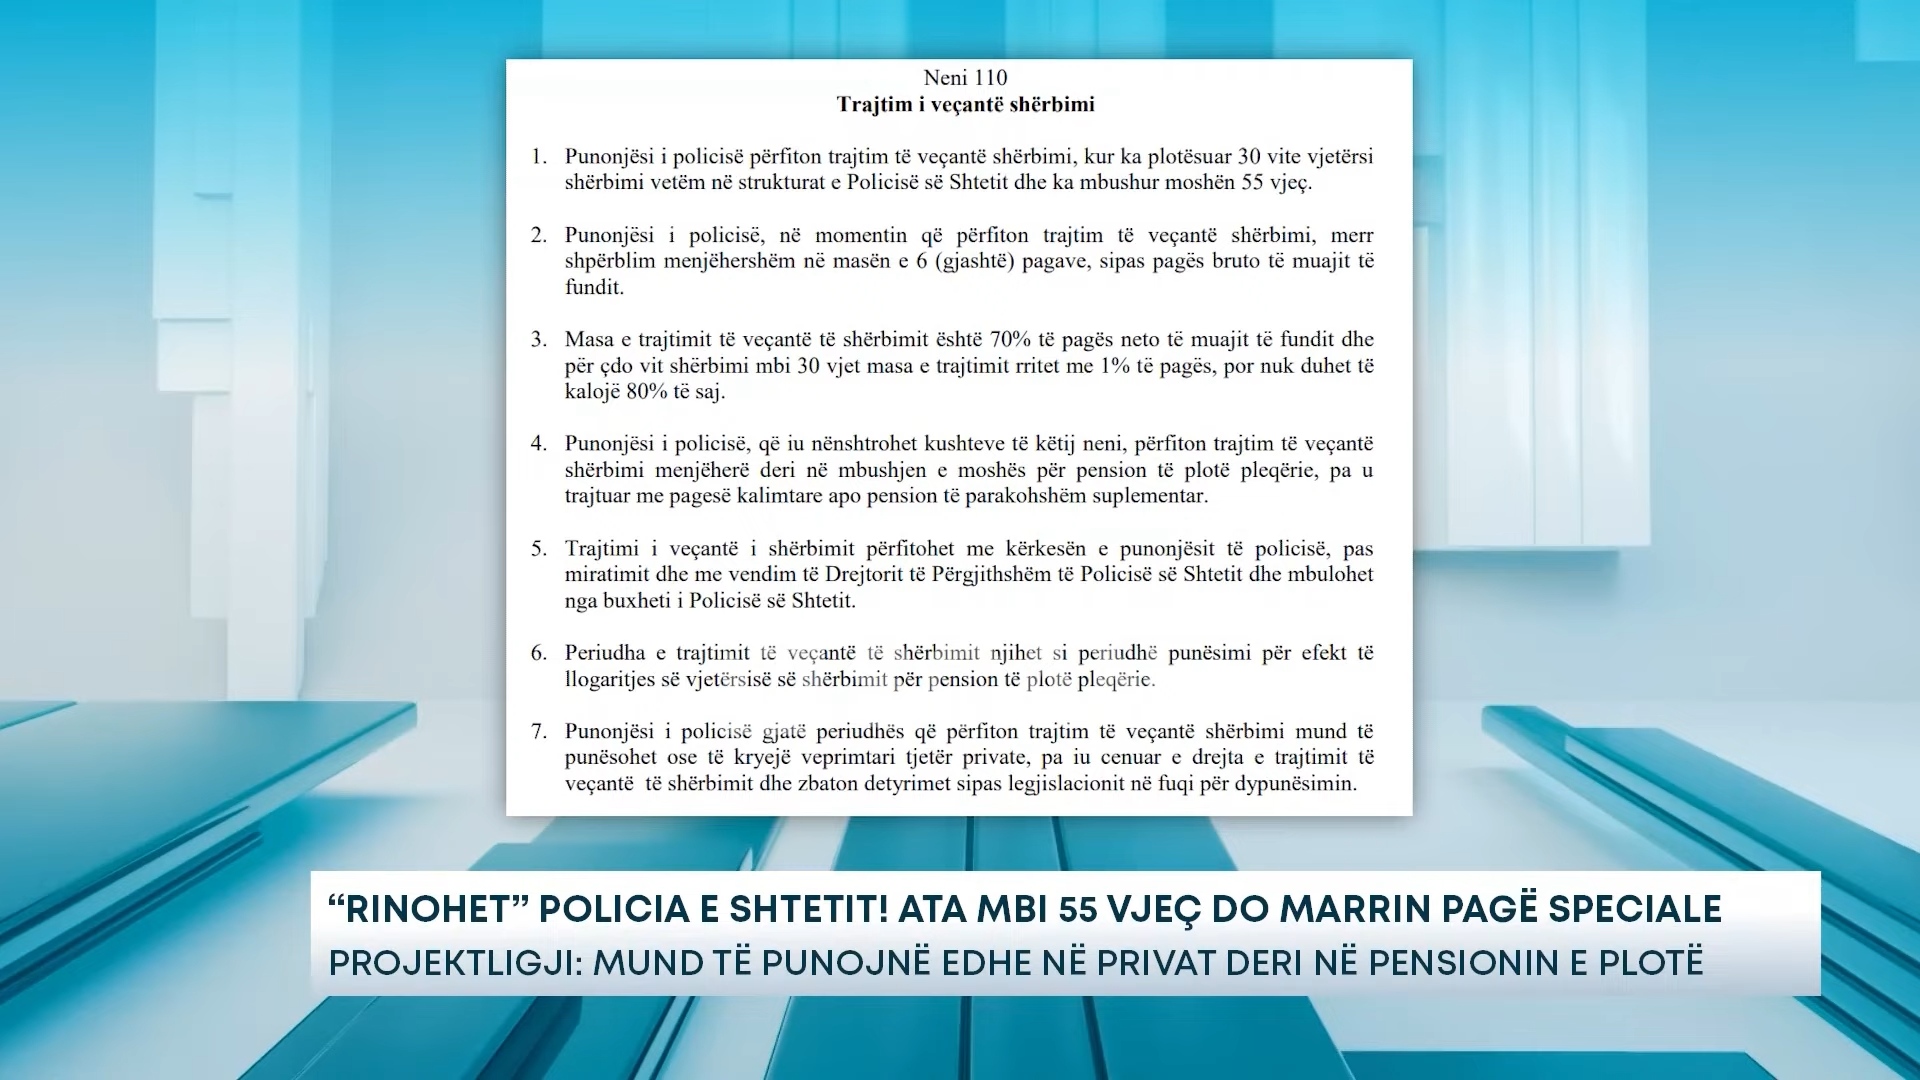 Neni 110
Trajtim i veçantë shërbimi
1. Punonjësi i policisë përfiton trajtim të veçantë shërbimi, kur ka plotësuar 30 vite vjetërsi
shërbimi vetëm në strukturat e Policisë së Shtetit dhe ka mbushur moshën 55 vjeç.
2. Punonjësi i policisë, në momentin që përfiton trajtim të veçantë shërbimi, merr
shpërblim menjëhershëm në masën e 6 (gjashtë) pagave, sipas pagës bruto të muajit të
fundit.
3. Masa e trajtimit të veçantë të shërbimit është 70% të pagës neto të muajit të fundit dhe
për çdo vit shërbimi mbi 30 vjet masa e trajtimit rritet me 1% të pagës, por nuk duhet të
kalojë 80% të saj.
4. Punonjësi i policisë, që iu nënshtrohet kushteve të këtij neni, përfiton trajtim të veçantë
shërbimi menjëherë deri në mbushjen e moshës për pension të plotë pleqërie, pa u
trajtuar me pagesë kalimtare apo pension të parakohshëm suplementar.
5. Trajtimi i veçantë i shërbimit përfitohet me kërkesën e punonjësit të policisë, pas
miratimit dhe me vendim të Drejtorit të Përgjithshëm të Policisë së Shtetit dhe mbulohet
nga buxheti i Policisë së Shtetit.
6. Periudha e trajtimit të veçantë të shërbimit njihet si periudhë punësimi për efekt të
llogaritjes së vjetërsisë së shërbimit për pension të plotë pleqërie.
7. Punonjësi i policisë gjatë periudhës që përfiton trajtim të veçantë shërbimi mund të
punësohet ose të kryejë veprimtari tjetër private, pa iu cenuar e drejta e trajtimit të
veçantë të shërbimit dhe zbaton detyrimet sipas legjislacionit në fuqi për dypunësimin.
“RINOHET” POLICIA E SHTETIT! ATA MBI 55 VJEÇ DO MARRIN PAGË SPECIALE
PROJEKTLIGJI: MUND TË PUNOJNË EDHE NË PRIVAT DERI NË PENSIONIN E PLOTË